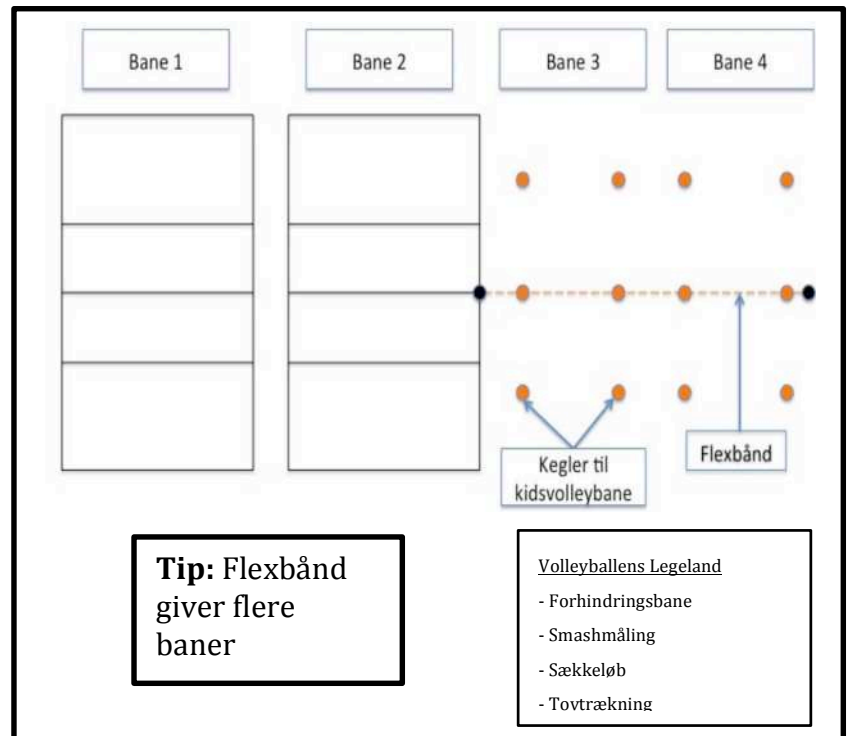 Bane 1
Bane 2
Bane 3
Bane 4
Kegler til
kidsvolleybane
Flexbånd
Tip: Flexbånd
giver flere
baner
Volleyballens Legeland
- Forhindringsbane
- Smashmåling
- Sækkeløb
- Tovtrækning